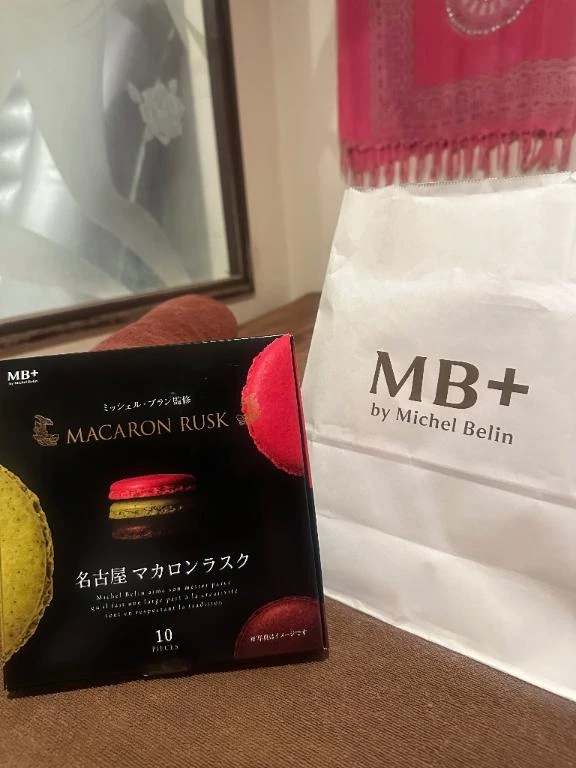 MB+
by Michel Belin
ミッシェル・ブラン監修
MACARON RUSK
名古屋 マカロンラスク
Michel Belin aime son metier parce
qu'il fait une large part à la créativité
tout en respectant la tradition
10
PIECES
※写真はイメージです
MB+
by Michel Belin